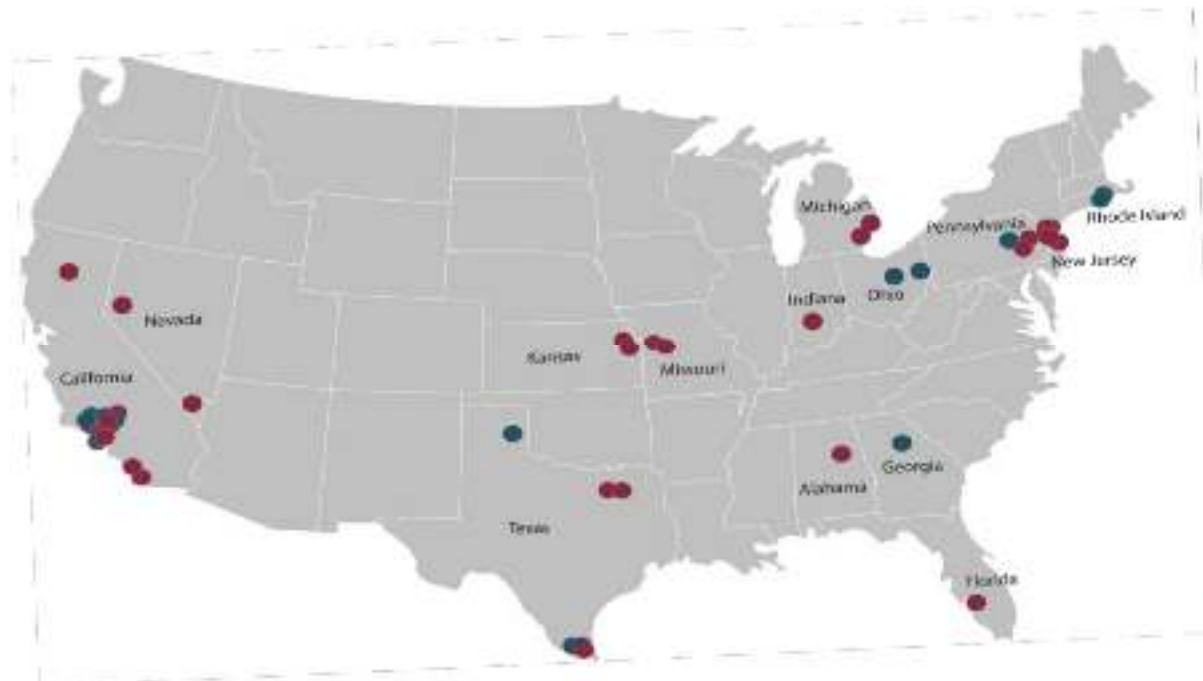 Michigan
Pennsylvania
Rhode Island
New Jersey
Indiana
Ohio
Nevada
Kansas
Missouri
California
Georgia
Alabama
Texas
Florida